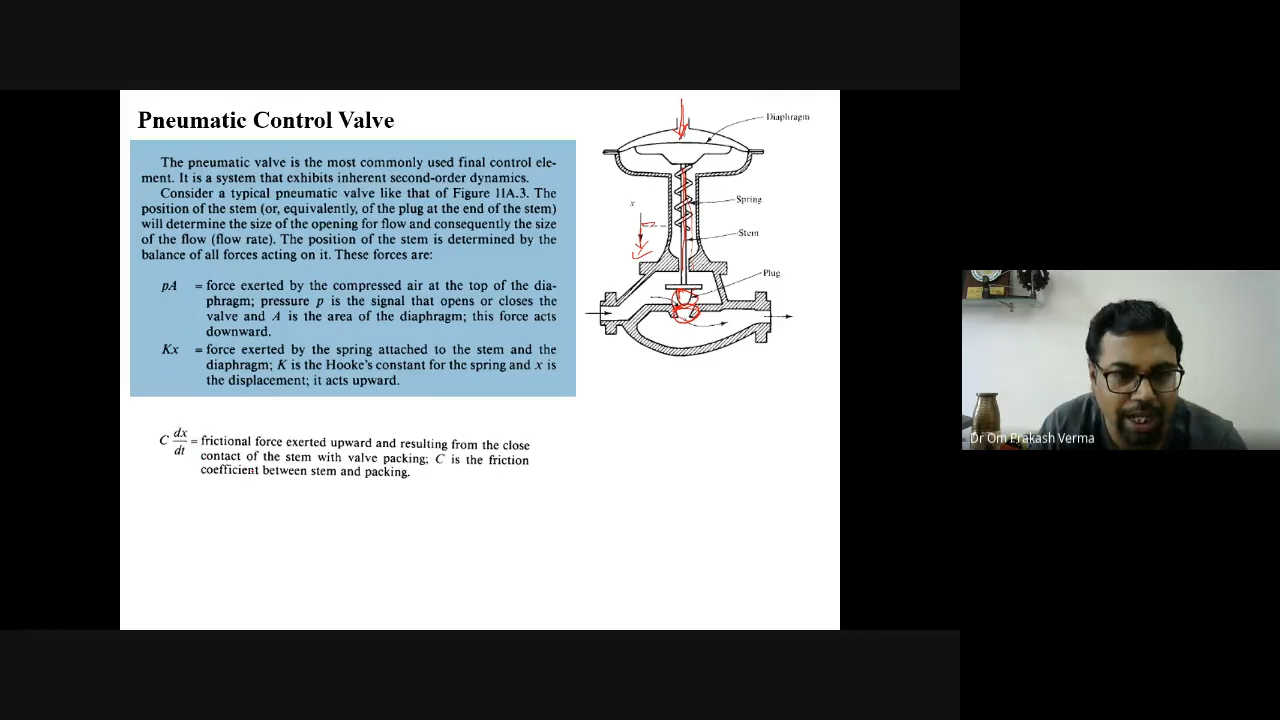 Pneumatic Control Valve
The pneumatic valve is the most commonly used final control ele-
ment. It is a system that exhibits inherent second-order dynamics.
Consider a typical pneumatic valve like that of Figure 11A.3. The
position of the stem (or, equivalently, of the plug at the end of the stem)
will determine the size of the opening for flow and consequently the size
of the flow (flow rate). The position of the stem is determined by the
balance of all forces acting on it. These forces are:
pA = force exerted by the compressed air at the top of the dia-
phragm; pressure p is the signal that opens or closes the
valve and A is the area of the diaphragm; this force acts
downward.
Kx = force exerted by the spring attached to the stem and the
diaphragm; K is the Hooke's constant for the spring and x is
the displacement; it acts upward.
C dx/dt = frictional force exerted upward and resulting from the close
contact of the stem with valve packing; C is the friction
coefficient between stem and packing.
Diaphragm
Spring
x
Stem
Plug
Dr Om Prakash Verma